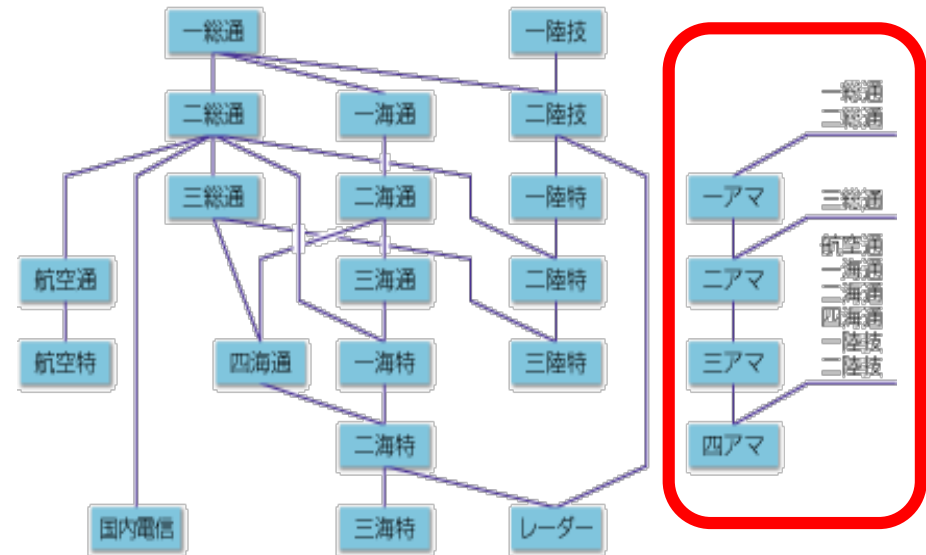 一総通
一陸技
二総通
一海通
二陸技
三総通
二海通
一陸特
航空通
三海通
二陸特
航空特
四海通
一海特
三陸特
二海特
国内電信
三海特
レーダー
一総通
二総通
一アマ
三総通
二アマ
航空通
一海通
二海通
四海通
一陸技
二陸技
三アマ
四アマ